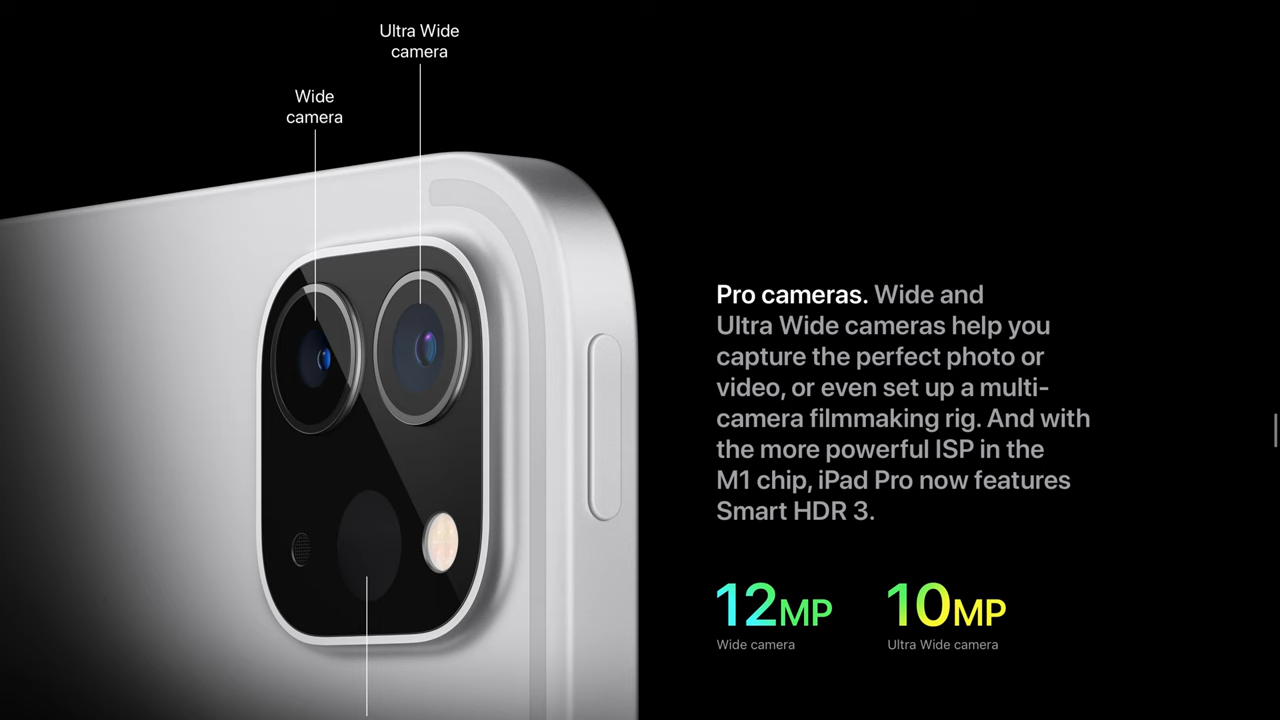 Ultra Wide
camera
Wide
camera
Pro cameras. Wide and
Ultra Wide cameras help you
capture the perfect photo or
video, or even set up a multi-
camera filmmaking rig. And with
the more powerful ISP in the
M1 chip, iPad Pro now features
Smart HDR 3.
12MP 10MP
Wide camera Ultra Wide camera